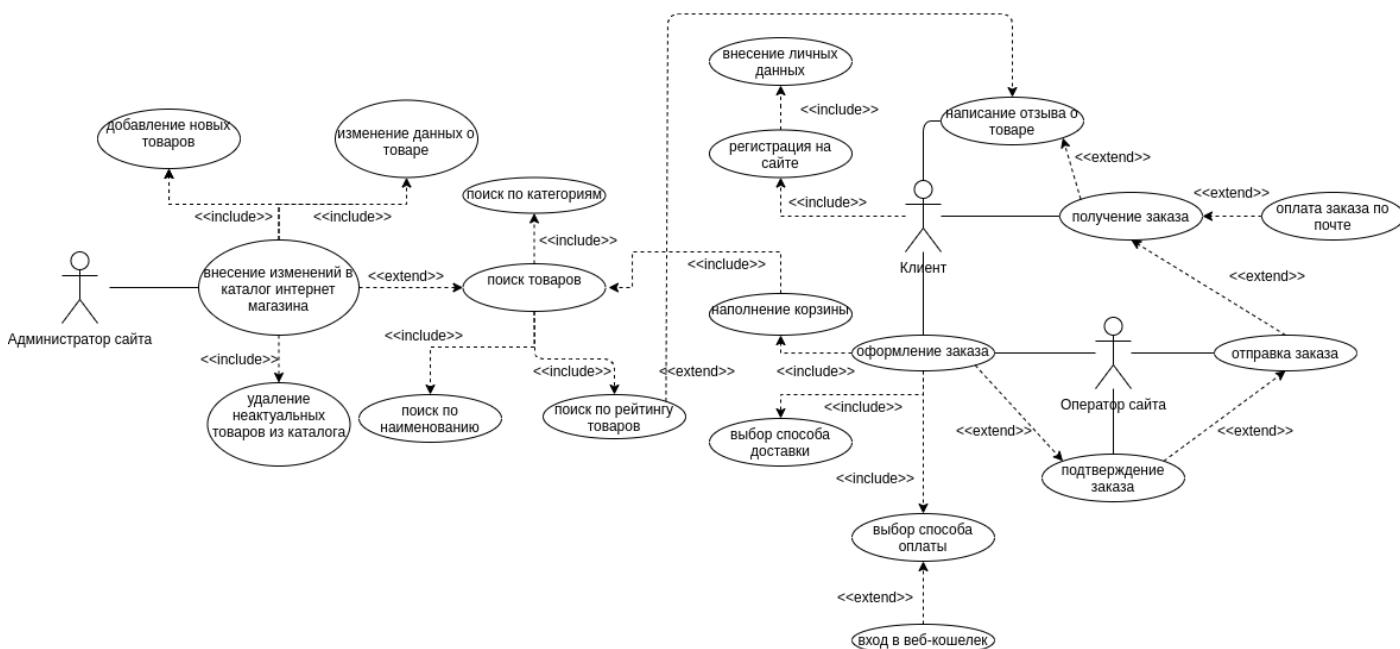 внесение личных
данных
<<include>>
написание отзыва о
товаре
добавление новых
товаров
изменение данных о
товаре
регистрация на
сайте
<<extend>>
поиск по категориям
<<include>>
<<include>>
<<include>>
<<include>>
<<extend>>
получение заказа
оплата заказа по
почте
Клиент
внесение изменений в
каталог интернет
магазина
<<extend>>
поиск товаров
<<include>>
<<extend>>
Администратор сайта
<<include>>
наполнение корзины
<<include>>
<<include>>
<<include>>
<<extend>>
<<include>>
оформление заказа
отправка заказа
удаление
неактуальных
товаров из каталога
поиск по
наименованию
поиск по рейтингу
товаров
<<include>>
Оператор сайта
выбор способа
доставки
<<extend>>
<<extend>>
подтверждение
заказа
<<include>>
выбор способа
оплаты
<<extend>>
вход в веб-кошелек